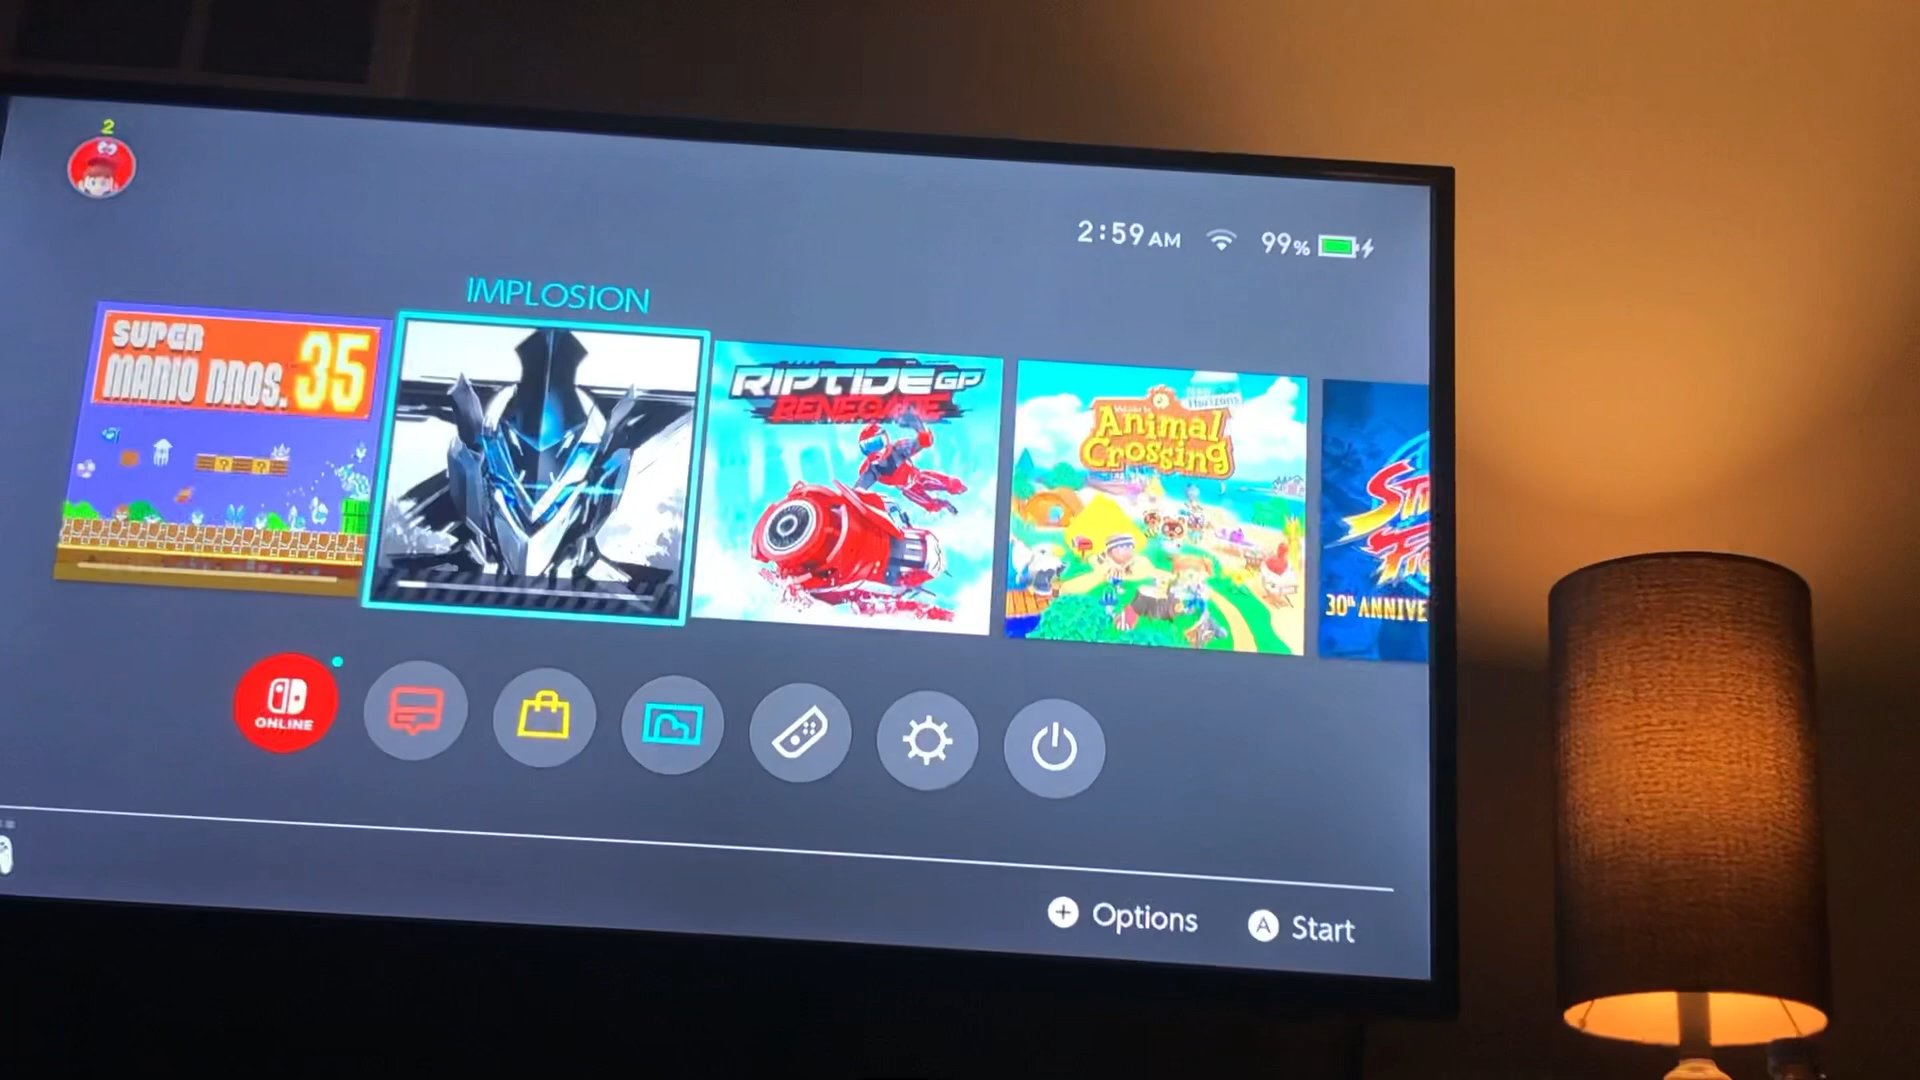 2
2:59 AM
99%
IMPLOSION
SUPER
MARIO BROS. 35
RIPTIDE GP
RENEGADE
Horizons
Animal
Crossing
30th ANNIVE
ONLINE
+ Options
A Start